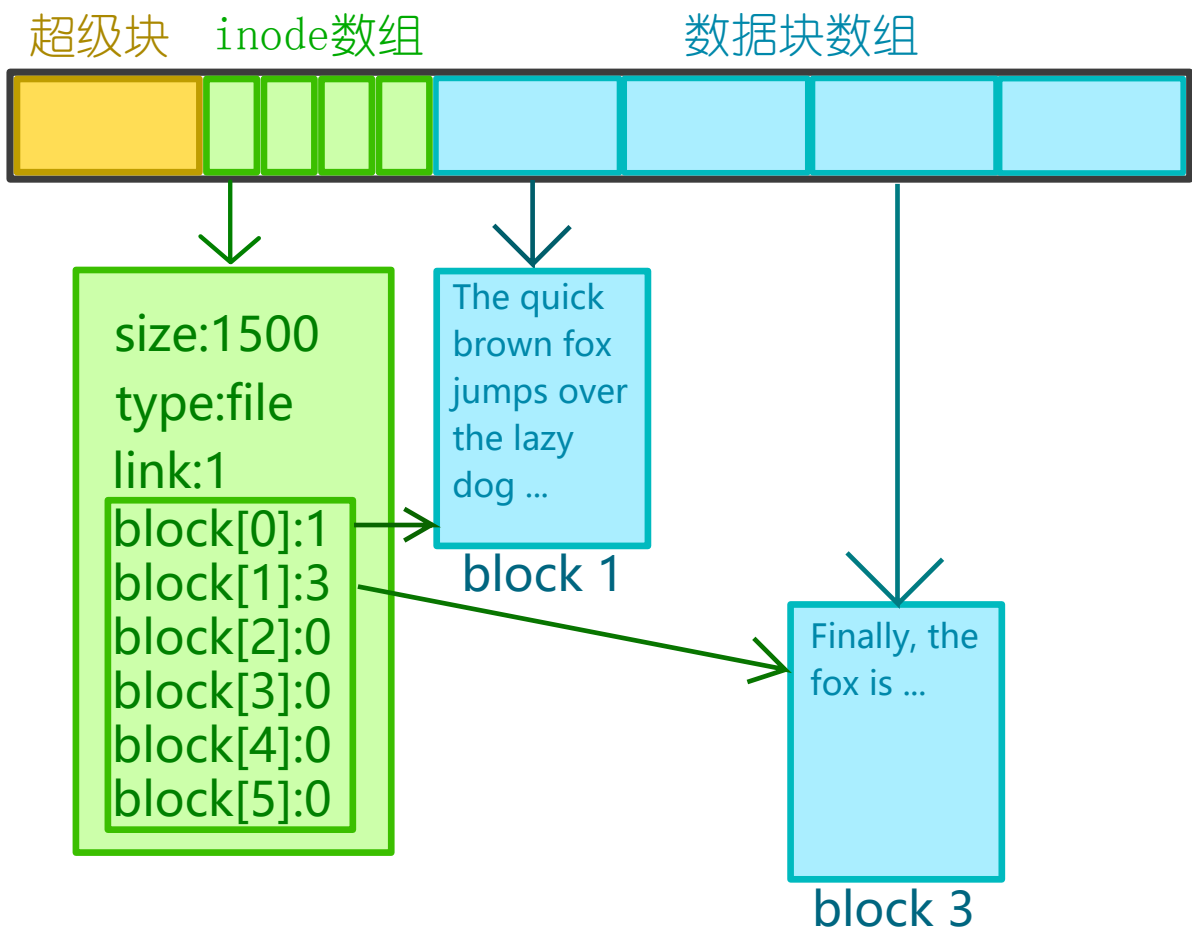 超级块
inode数组
数据块数组
size:1500
type:file
link:1
block[0]:1
block[1]:3
block[2]:0
block[3]:0
block[4]:0
block[5]:0
The quick
brown fox
jumps over
the lazy
dog ...
block 1
Finally, the
fox is ...
block 3